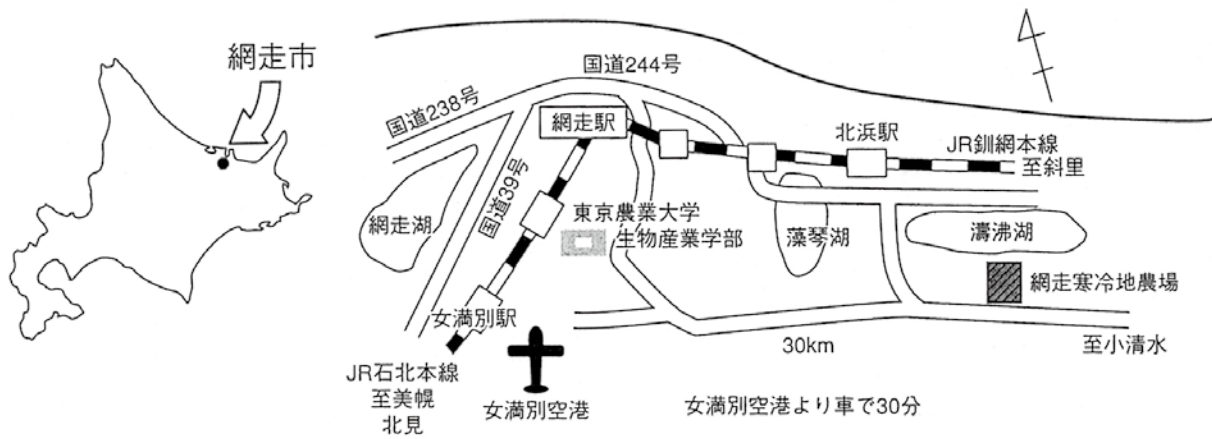 網走市
国道244号
国道238号
網走駅
北浜駅
JR釧網本線
至斜里
国道39号
網走湖
東京農業大学
生物産業学部
藻琴湖
濤沸湖
網走寒冷地農場
女満別駅
30km
至小清水
JR石北本線
至美幌
北見
女満別空港
女満別空港より車で30分